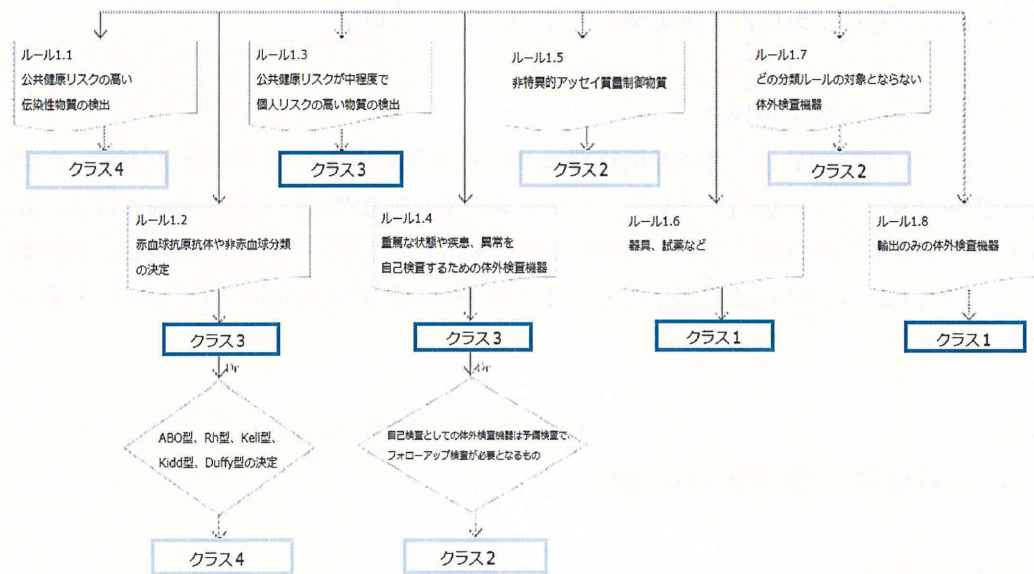 ルール1.1
公共健康リスクの高い
伝染性物質の検出
クラス4
ルール1.3
公共健康リスクが中程度で
個人リスクの高い物質の検出
クラス3
ルール1.5
非特異的アッセイ質量制御物質
クラス2
ルール1.7
どの分類ルールの対象とならない
体外検査機器
クラス2
ルール1.2
赤血球抗原抗体や非赤血球分類
の決定
クラス3
Or
ABO型、Rh型、Kell型、
Kidd型、Duffy型の決定
クラス4
ルール1.4
重篤な状態や疾患、異常を
自己検査するための体外検査機器
クラス3
Or
自己検査としての体外検査機器は予備検査で、
フォローアップ検査が必要となるもの
クラス2
ルール1.6
器具、試薬など
クラス1
ルール1.8
輸出のみの体外検査機器
クラス1